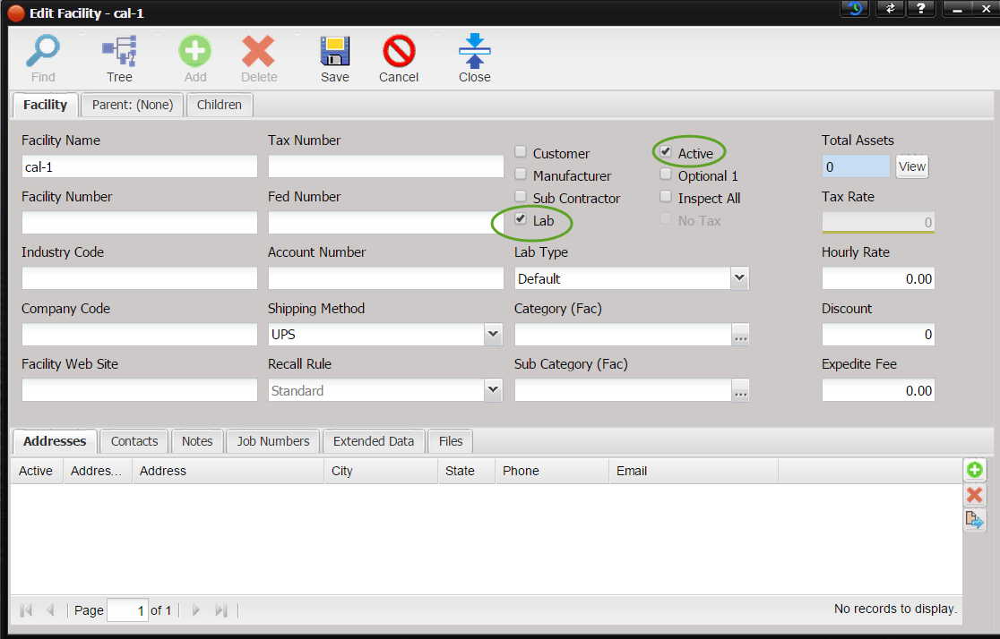 Edit Facility - cal-1
?
Find Tree Add Delete Save Cancel Close
Facility Parent: (None) Children
Facility Name Tax Number Total Assets
Customer Active
cal-1 0 View
Manufacturer Optional 1
Facility Number Fed Number Sub Contractor Inspect All Tax Rate
Lab No Tax 0
Industry Code Account Number Lab Type Hourly Rate
Default 0.00
Company Code Shipping Method Category (Fac) Discount
UPS ... 0
Facility Web Site Recall Rule Sub Category (Fac) Expedite Fee
Standard ... 0.00
Addresses Contacts Notes Job Numbers Extended Data Files
Active Addres... Address City State Phone Email
Page 1 of 1 No records to display.